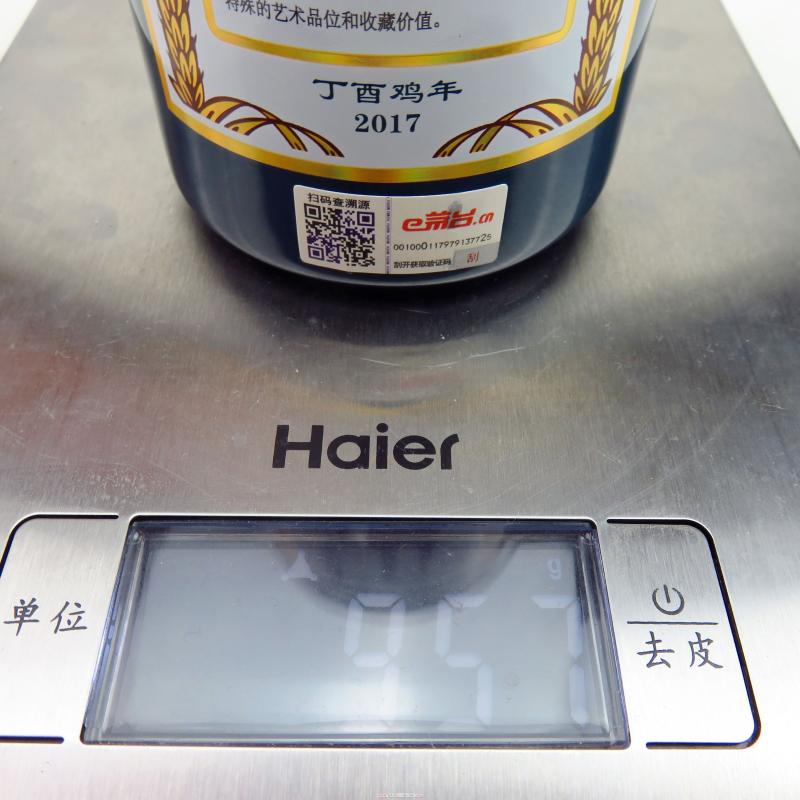 特殊的艺术品位和收藏价值。
丁酉鸡年
2017
扫码查溯源
e茅台.cn
001000117979137725
刮开获取验证码
刮
Haier
g
957
单位
去皮